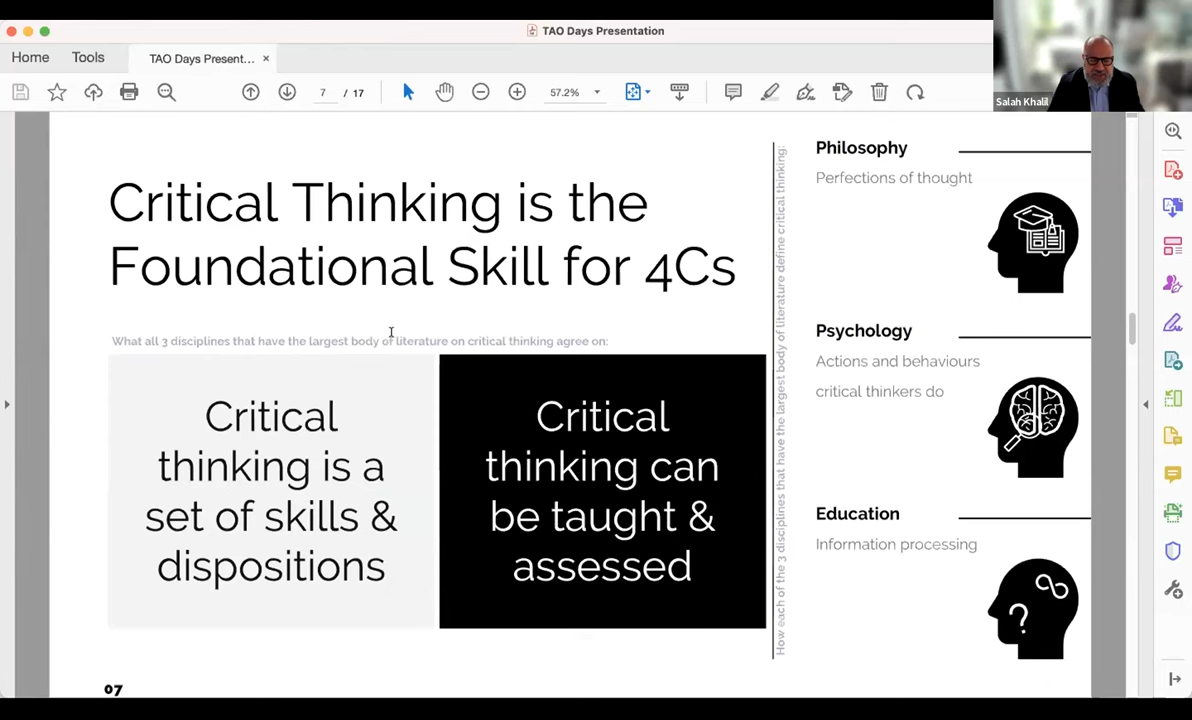 TAO Days Presentation
Home
Tools
TAO Days Present...
×
7 / 17
57.2%
Salah Khalil
Critical Thinking is the
Foundational Skill for 4Cs
What all 3 disciplines that have the largest body of literature on critical thinking agree on:
Critical
thinking is a
set of skills &
dispositions
Critical
thinking can
be taught &
assessed
How each of the 3 disciplines that have the largest body of literature define critical thinking:
Philosophy
Perfections of thought
Psychology
Actions and behaviours
critical thinkers do
Education
Information processing
?
07